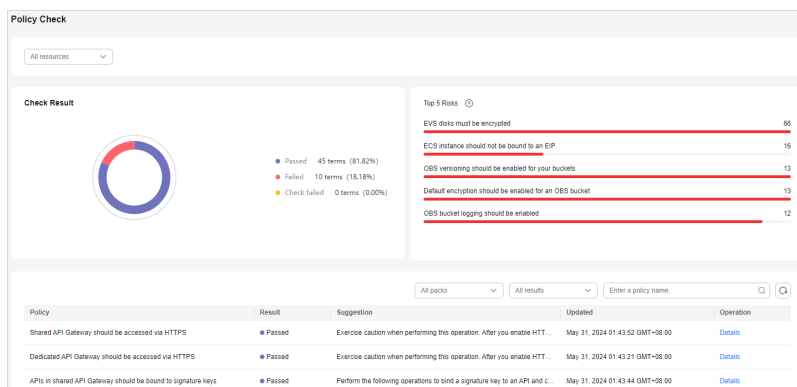 Policy Check
All resources
Check Result
Passed 45 terms (81.82%)
Failed 10 terms (18.18%)
Check failed 0 terms (0.00%)
Top 5 Risks
EVS disks must be encrypted 66
ECS instance should not be bound to an EIP 16
OBS versioning should be enabled for your buckets 13
Default encryption should be enabled for an OBS bucket 13
OBS bucket logging should be enabled 12
All packs All results Enter a policy name.
Policy Result Suggestion Updated Operation
Shared API Gateway should be accessed via HTTPS Passed Exercise caution when performing this operation. After you enable HTT... May 31, 2024 01:43:52 GMT+08:00 Details
Dedicated API Gateway should be accessed via HTTPS Passed Exercise caution when performing this operation. After you enable HTT... May 31, 2024 01:43:21 GMT+08:00 Details
APIs in shared API Gateway should be bound to signature keys Passed Perform the following operations to bind a signature key to an API and c... May 31, 2024 01:43:44 GMT+08:00 Details